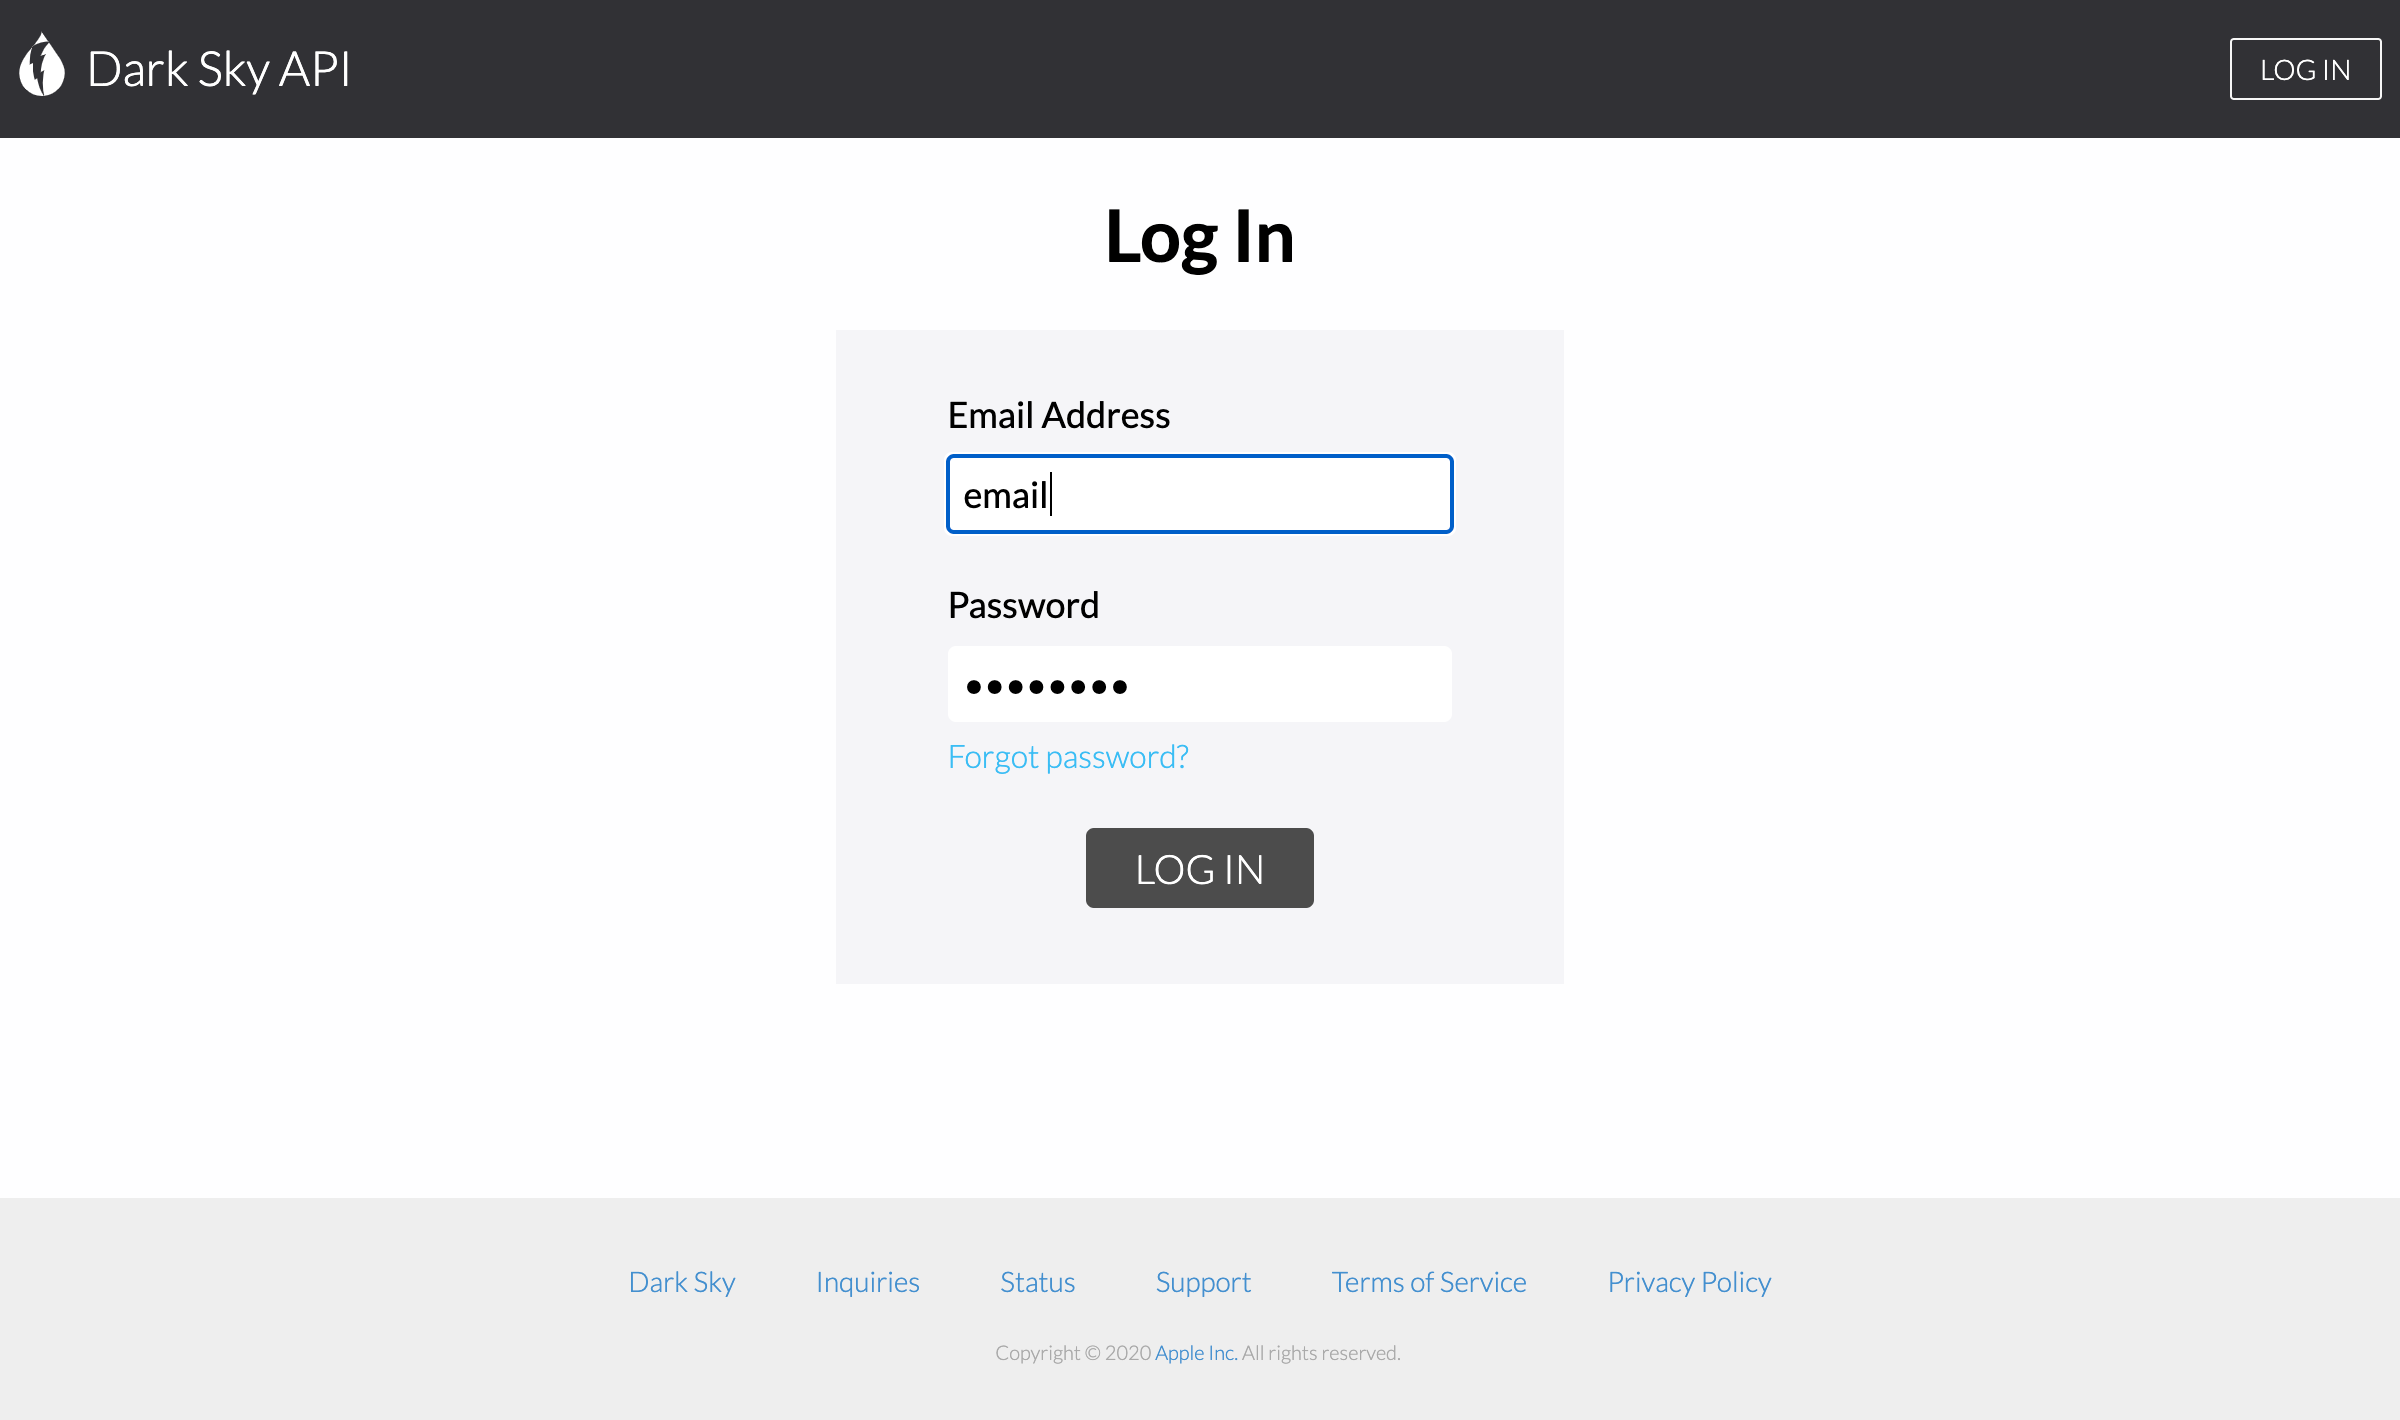 Dark Sky API
LOG IN
Log In
Email Address
email
Password
••••••••
Forgot password?
LOG IN
Dark Sky Inquiries Status Support Terms of Service Privacy Policy
Copyright © 2020 Apple Inc. All rights reserved.